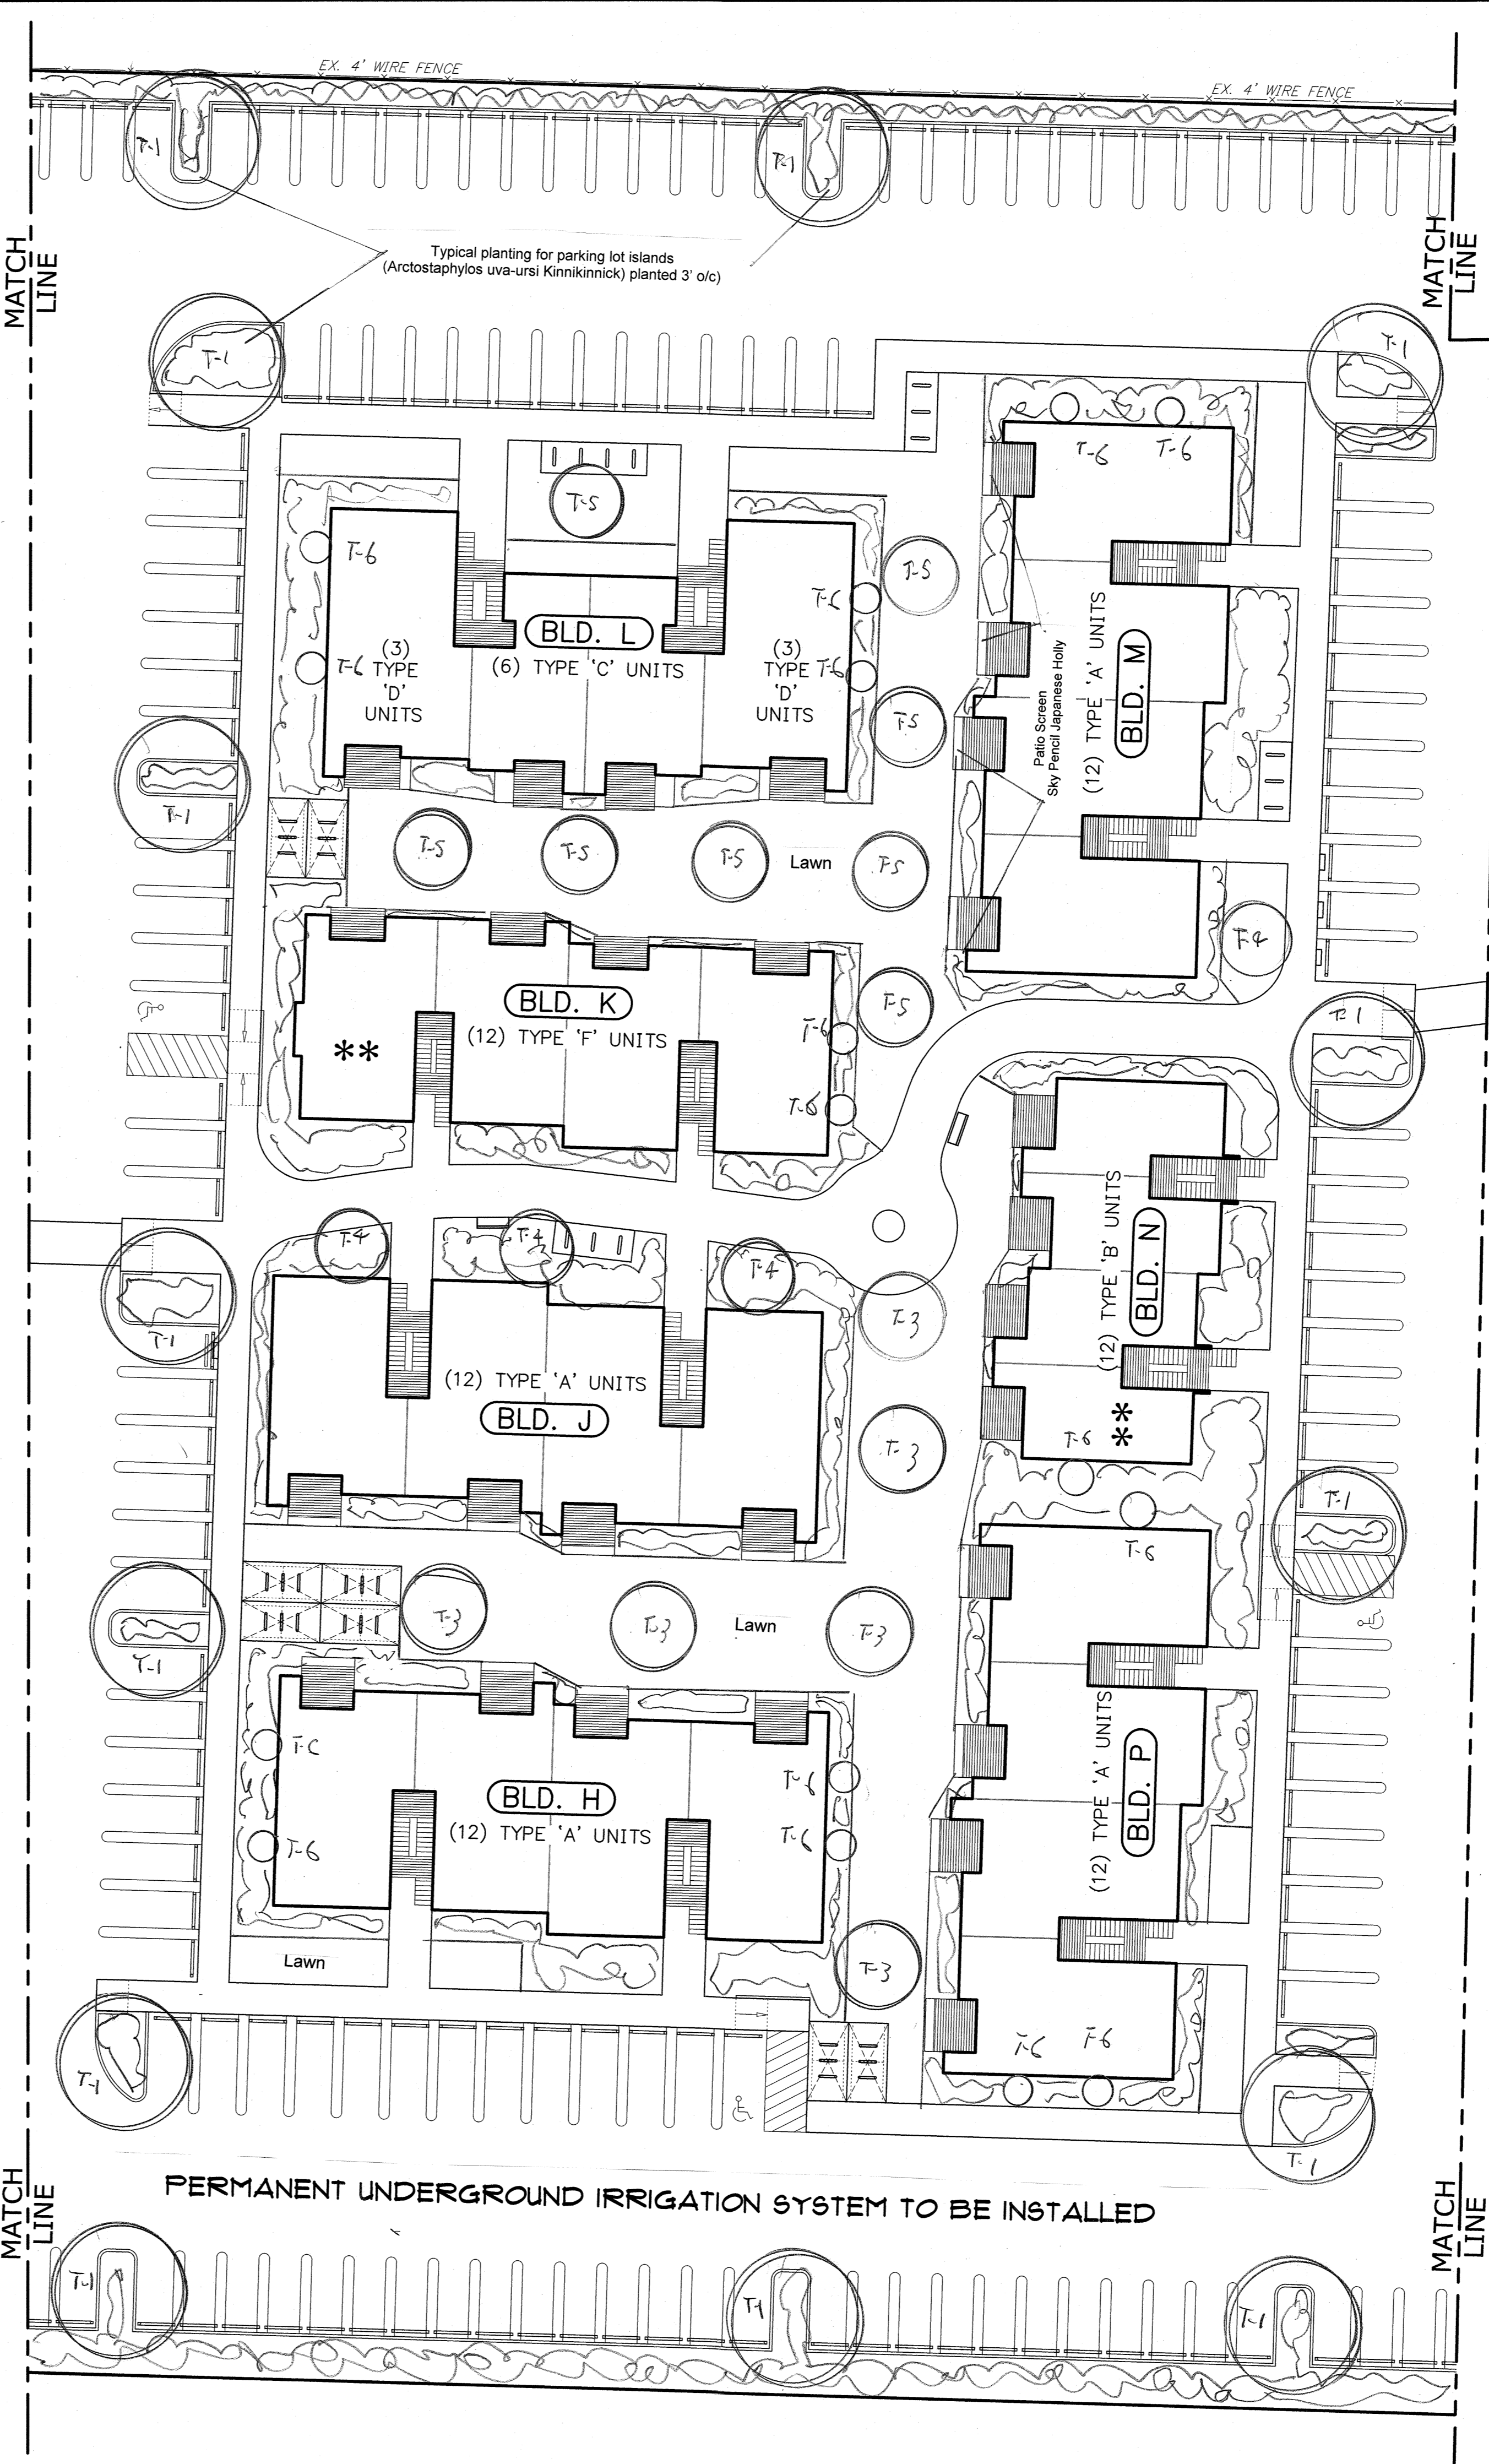 EX. 4' WIRE FENCE
EX. 4' WIRE FENCE
T-1
T-1
MATCH
LINE
MATCH
LINE
Typical planting for parking lot islands
(Arctostaphylos uva-ursi Kinnikinnick) planted 3' o/c)
T-1
T-1
T-6
T-6
T-5
T-6
T-5
T-6
BLD. L
(6) TYPE 'C' UNITS
(3)
TYPE
'D'
UNITS
T-6
(3)
TYPE
'D'
UNITS
T-6
T-5
Patio Screen
Sky Pencil Japanese Holly
(12) TYPE 'A' UNITS
BLD. M
T-1
T-5
T-5
T-5
Lawn
T-5
T-4
BLD. K
(12) TYPE 'F' UNITS
**
T-5
T-6
T-6
T-1
T-4
T-4
T-4
(12) TYPE 'B' UNITS
BLD. N
**
T-6
T-1
T-3
(12) TYPE 'A' UNITS
BLD. J
T-3
T-1
T-6
T-3
T-3
Lawn
T-3
T-1
BLD. H
(12) TYPE 'A' UNITS
T-6
T-6
T-6
T-6
(12) TYPE 'A' UNITS
BLD. P
Lawn
T-3
T-6
T-6
T-1
T-1
PERMANENT UNDERGROUND IRRIGATION SYSTEM TO BE INSTALLED
MATCH
LINE
MATCH
LINE
T-1
T-1
T-1